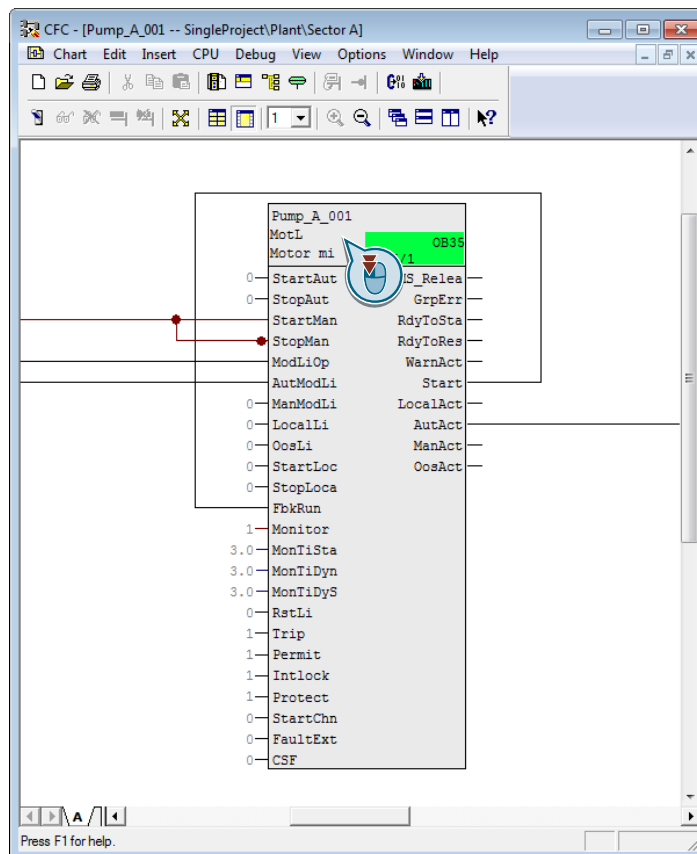 CFC - [Pump_A_001 -- SingleProject\Plant\Sector A]
Chart Edit Insert CPU Debug View Options Window Help
1
Pump_A_001
MotL
Motor mi
OB35
/1
0 StartAut
0 StopAut
StartMan
StopMan
ModLiOp
AutModLi
0 ManModLi
0 LocalLi
0 OosLi
0 StartLoc
0 StopLoca
FbkRun
1 Monitor
3.0 MonTiSta
3.0 MonTiDyn
3.0 MonTiDyS
0 RstLi
1 Trip
1 Permit
1 Intlock
1 Protect
0 StartChn
0 FaultExt
0 CSF
MS_Relea
GrpErr
RdyToSta
RdyToRes
WarnAct
Start
LocalAct
AutAct
ManAct
OosAct
A
Press F1 for help.